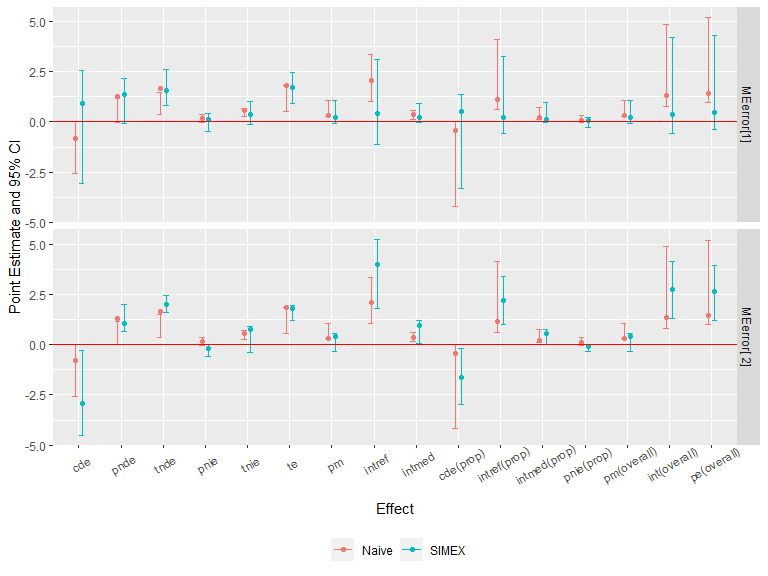 Point Estimate and 95% CI
5.0
2.5
0.0
-2.5
-5.0
MEerror[1]
5.0
2.5
0.0
-2.5
-5.0
MEerror[2]
cde
pnde
tnde
pnie
tnie
te
pm
intref
intmed
cde(prop)
intref(prop)
intmed(prop)
pnie(prop)
pm(overall)
int(overall)
pe(overall)
Effect
Naive
SIMEX